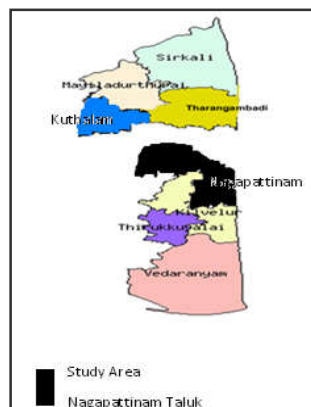 Sirkali
Mayiladurthurai
Tharangambadi
Kuthalam
Nagapattinam
Kilvelur
Thirukkuvalai
Vedaranyam
Study Area
Nagapattinam Taluk